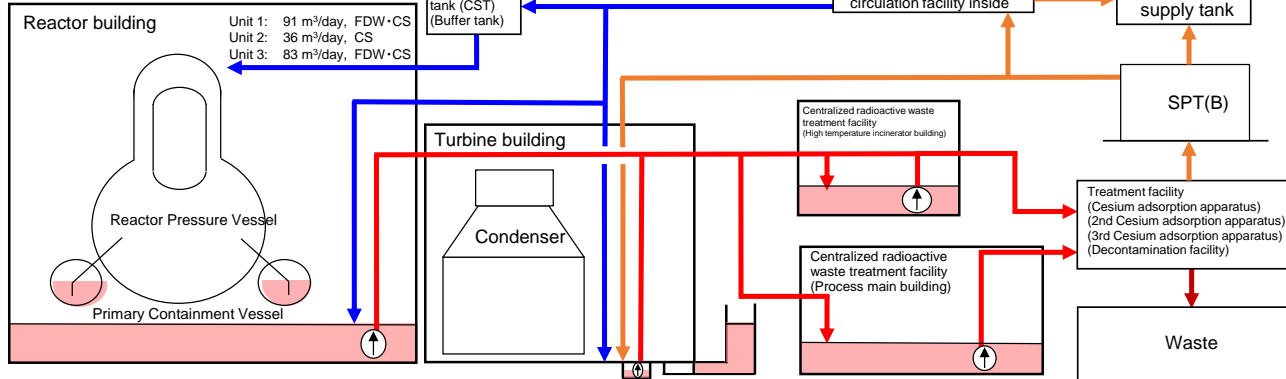 Reactor building
Unit 1: 91 m³/day, FDW・CS
Unit 2: 36 m³/day, CS
Unit 3: 83 m³/day, FDW・CS
tank (CST)
(Buffer tank)
circulation facility inside
supply tank
SPT(B)
Centralized radioactive waste
treatment facility
(High temperature incinerator building)
Turbine building
Treatment facility
(Cesium adsorption apparatus)
(2nd Cesium adsorption apparatus)
(3rd Cesium adsorption apparatus)
(Decontamination facility)
Reactor Pressure Vessel
Condenser
Centralized radioactive
waste treatment facility
(Process main building)
Primary Containment Vessel
Waste